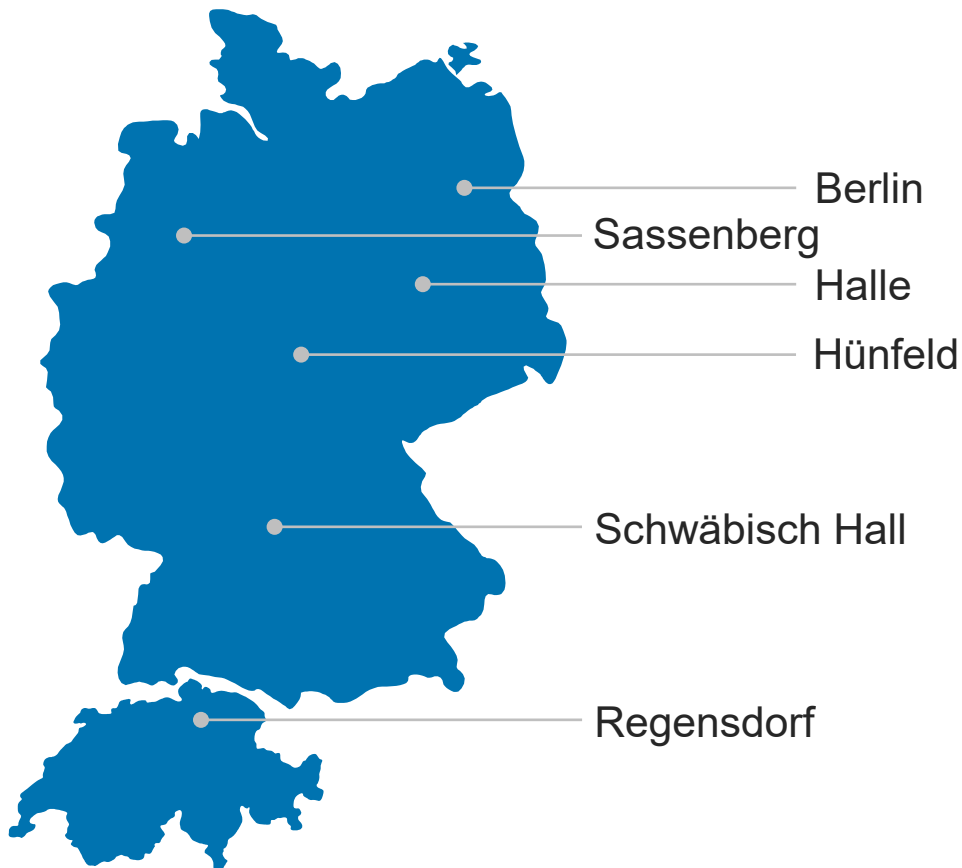 Berlin
Sassenberg
Halle
Hünfeld
Schwäbisch Hall
Regensdorf